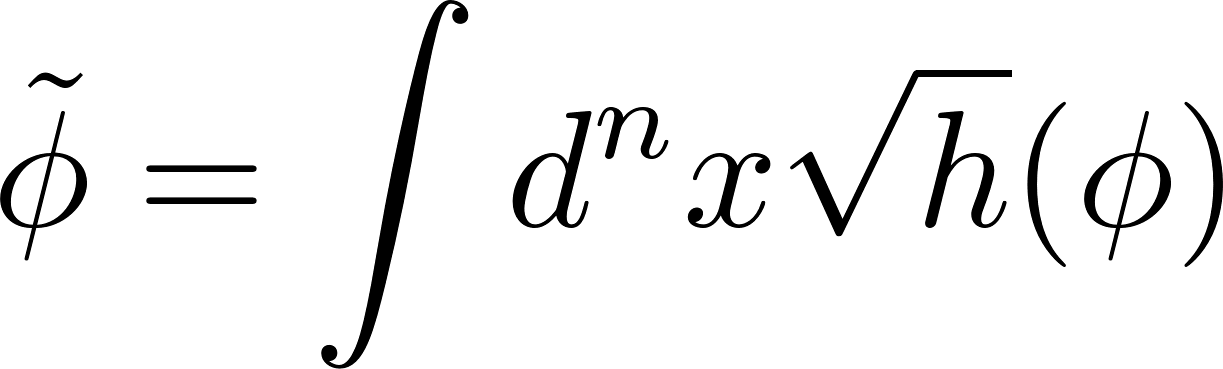 \tilde{\phi} = \int d^n x \sqrt{h} (\phi)